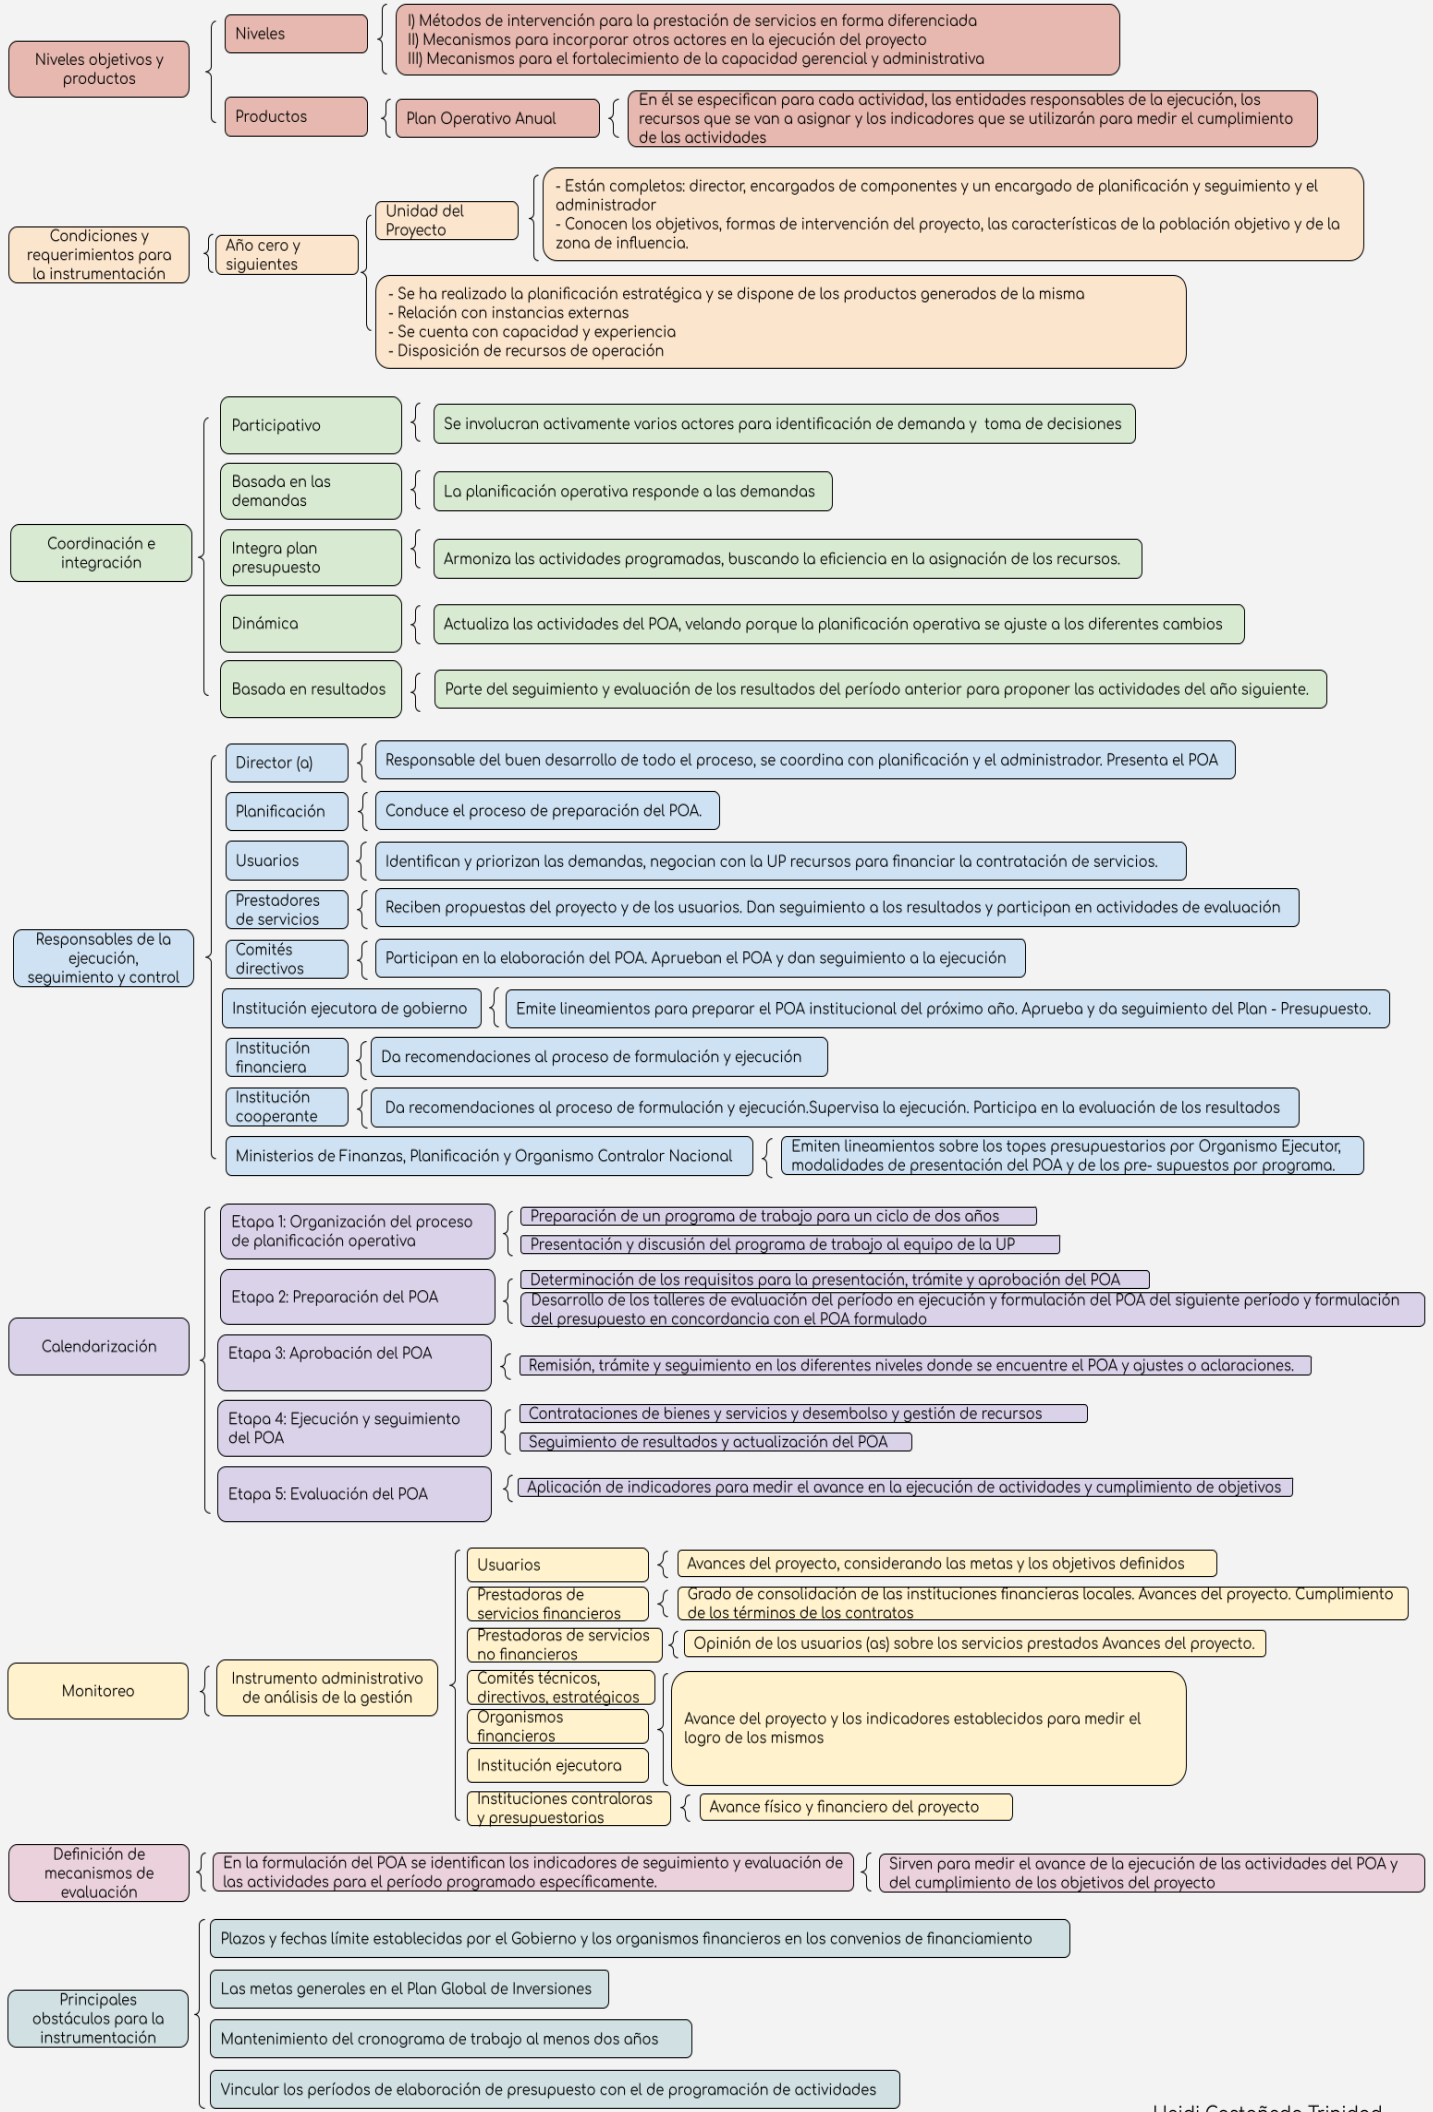 Niveles objetivos y
productos
Niveles
I) Métodos de intervención para la prestación de servicios en forma diferenciada
II) Mecanismos para incorporar otros actores en la ejecución del proyecto
III) Mecanismos para el fortalecimiento de la capacidad gerencial y administrativa
Productos
Plan Operativo Anual
En él se especifican para cada actividad, las entidades responsables de la ejecución, los
recursos que se van a asignar y los indicadores que se utilizarán para medir el cumplimiento
de las actividades
Condiciones y
requerimientos para
la instrumentación
Año cero y
siguientes
Unidad del
Proyecto
- Están completos: director, encargados de componentes y un encargado de planificación y seguimiento y el
administrador
- Conocen los objetivos, formas de intervención del proyecto, las características de la población objetivo y de la
zona de influencia.
- Se ha realizado la planificación estratégica y se dispone de los productos generados de la misma
- Relación con instancias externas
- Se cuenta con capacidad y experiencia
- Disposición de recursos de operación
Coordinación e
integración
Participativo
Se involucran activamente varios actores para identificación de demanda y  toma de decisiones
Basada en las
demandas
La planificación operativa responde a las demandas
Integra plan
presupuesto
Armoniza las actividades programadas, buscando la eficiencia en la asignación de los recursos.
Dinámica
Actualiza las actividades del POA, velando porque la planificación operativa se ajuste a los diferentes cambios
Basada en resultados
Parte del seguimiento y evaluación de los resultados del período anterior para proponer las actividades del año siguiente.
Responsables de la
ejecución,
seguimiento y control
Director (a)
Responsable del buen desarrollo de todo el proceso, se coordina con planificación y el administrador. Presenta el POA
Planificación
Conduce el proceso de preparación del POA.
Usuarios
Identifican y priorizan las demandas, negocian con la UP recursos para financiar la contratación de servicios.
Prestadores
de servicios
Reciben propuestas del proyecto y de los usuarios. Dan seguimiento a los resultados y participan en actividades de evaluación
Comités
directivos
Participan en la elaboración del POA. Aprueban el POA y dan seguimiento a la ejecución
Institución ejecutora de gobierno
Emite lineamientos para preparar el POA institucional del próximo año. Aprueba y da seguimiento del Plan - Presupuesto.
Institución
financiera
Da recomendaciones al proceso de formulación y ejecución
Institución
cooperante
Da recomendaciones al proceso de formulación y ejecución.Supervisa la ejecución. Participa en la evaluación de los resultados
Ministerios de Finanzas, Planificación y Organismo Contralor Nacional
Emiten lineamientos sobre los topes presupuestarios por Organismo Ejecutor,
modalidades de presentación del POA y de los pre- supuestos por programa.
Calendarización
Etapa 1: Organización del proceso
de planificación operativa
Preparación de un programa de trabajo para un ciclo de dos años
Presentación y discusión del programa de trabajo al equipo de la UP
Etapa 2: Preparación del POA
Determinación de los requisitos para la presentación, trámite y aprobación del POA
Desarrollo de los talleres de evaluación del período en ejecución y formulación del POA del siguiente período y formulación
del presupuesto en concordancia con el POA formulado
Etapa 3: Aprobación del POA
Remisión, trámite y seguimiento en los diferentes niveles donde se encuentre el POA y ajustes o aclaraciones.
Etapa 4: Ejecución y seguimiento
del POA
Contrataciones de bienes y servicios y desembolso y gestión de recursos
Seguimiento de resultados y actualización del POA
Etapa 5: Evaluación del POA
Aplicación de indicadores para medir el avance en la ejecución de actividades y cumplimiento de objetivos
Monitoreo
Instrumento administrativo
de análisis de la gestión
Usuarios
Avances del proyecto, considerando las metas y los objetivos definidos
Prestadoras de
servicios financieros
Grado de consolidación de las instituciones financieras locales. Avances del proyecto. Cumplimiento
de los términos de los contratos
Prestadoras de servicios
no financieros
Opinión de los usuarios (as) sobre los servicios prestados Avances del proyecto.
Comités técnicos,
directivos, estratégicos
Organismos
financieros
Institución ejecutora
Avance del proyecto y los indicadores establecidos para medir el
logro de los mismos
Instituciones contraloras
y presupuestarias
Avance físico y financiero del proyecto
Definición de
mecanismos de
evaluación
En la formulación del POA se identifican los indicadores de seguimiento y evaluación de
las actividades para el período programado específicamente.
Sirven para medir el avance de la ejecución de las actividades del POA y
del cumplimiento de los objetivos del proyecto
Principales
obstáculos para la
instrumentación
Plazos y fechas límite establecidas por el Gobierno y los organismos financieros en los convenios de financiamiento
Las metas generales en el Plan Global de Inversiones
Mantenimiento del cronograma de trabajo al menos dos años
Vincular los períodos de elaboración de presupuesto con el de programación de actividades
Heidi Castañeda Trinidad